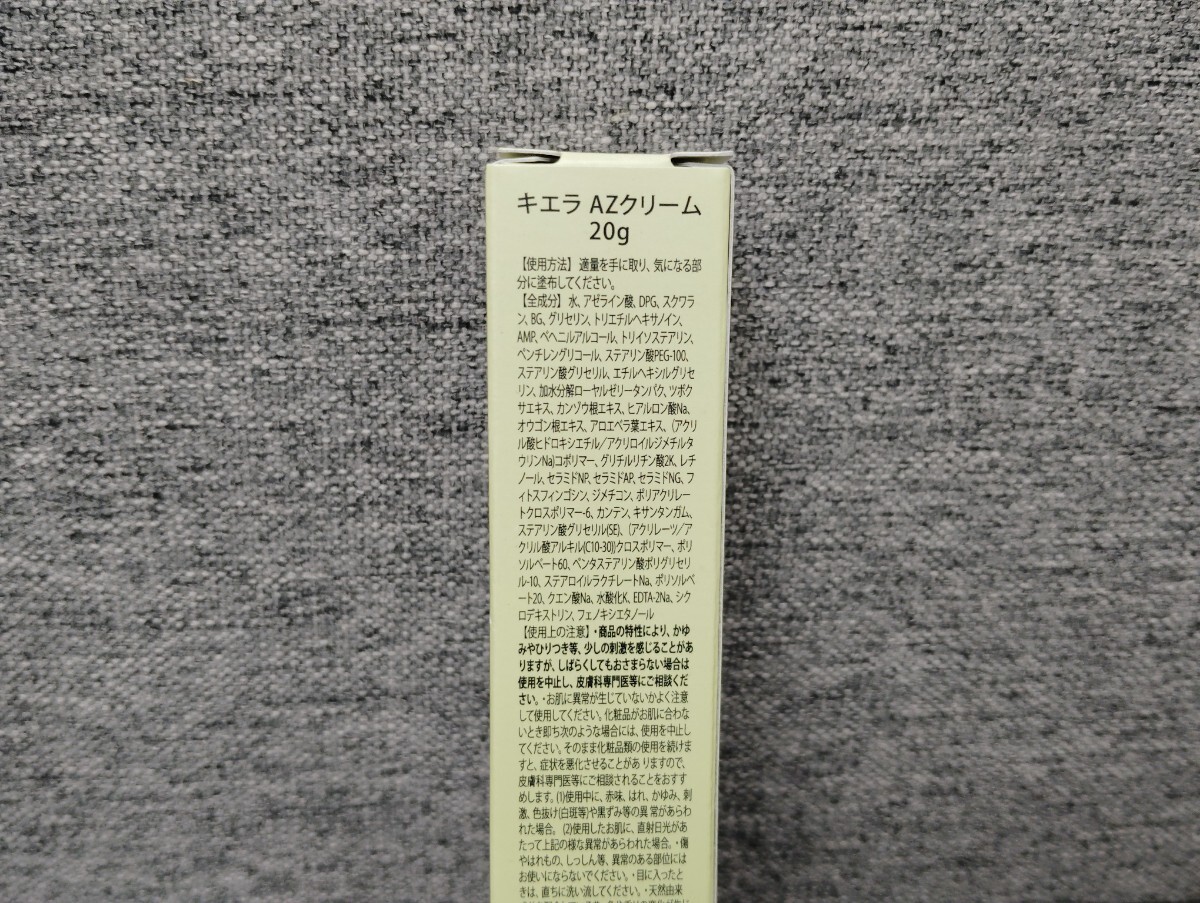 キエラ AZクリーム
20g
【使用方法】 適量を手に取り、気になる部
分に塗布してください。
【全成分】 水、アゼライン酸、DPG、スクワラ
ン、BG、グリセリン、トリエチルヘキサノイン、
AMP、ベヘニルアルコール、トリイソステアリン、
ペンチレングリコール、ステアリン酸PEG-100、
ステアリン酸グリセリル、エチルヘキシルグリセ
リン、加水分解ローヤルゼリータンパク、ツボク
サエキス、カンゾウ根エキス、ヒアルロン酸Na、
オウゴン根エキス、アロエベラ葉エキス、(アクリ
ル酸ヒドロキシエチル/アクリロイルジメチルタ
ウリンNa)コポリマー、グリチルリチン酸2K、レチ
ノール、セラミドNP、セラミドAP、セラミドNG、フ
ィトスフィンゴシン、ジメチコン、ポリアクリレー
トクロスポリマー-6、カンテン、キサンタンガム、
ステアリン酸グリセリル(SE)、(アクリレーツ/ア
クリル酸アルキル(C10-30))クロスポリマー、ポリ
ソルベート60、ペンタステアリン酸ポリグリセリ
ル-10、ステアロイルラクチレートNa、ポリソルベ
ート20、クエン酸Na、水酸化K、EDTA-2Na、シク
ロデキストリン、フェノキシエタノール
【使用上の注意】・商品の特性により、かゆ
みやひりつき等、少しの刺激を感じることがあ
りますが、しばらくしてもおさまらない場合は
使用を中止し、皮膚科専門医等にご相談くだ
さい。・お肌に異常が生じていないかよく注意
して使用してください。化粧品がお肌に合わな
いとき即ち次のような場合には、使用を中止し
てください。そのまま化粧品類の使用を続けま
すと、症状を悪化させることがありますので、
皮膚科専門医等にご相談されることをおすす
めします。(1)使用中に、赤味、はれ、かゆみ、刺
激、色抜け(白斑等)や黒ずみ等の異常があらわ
れた場合。 (2)使用したお肌に、直射日光があ
たって上記の様な異常があらわれた場合。・傷
やはれもの、しっしん等、異常のある部位には
お使いにならないでください。・目に入ったと
きは、直ちに洗い流してください。・天然由来